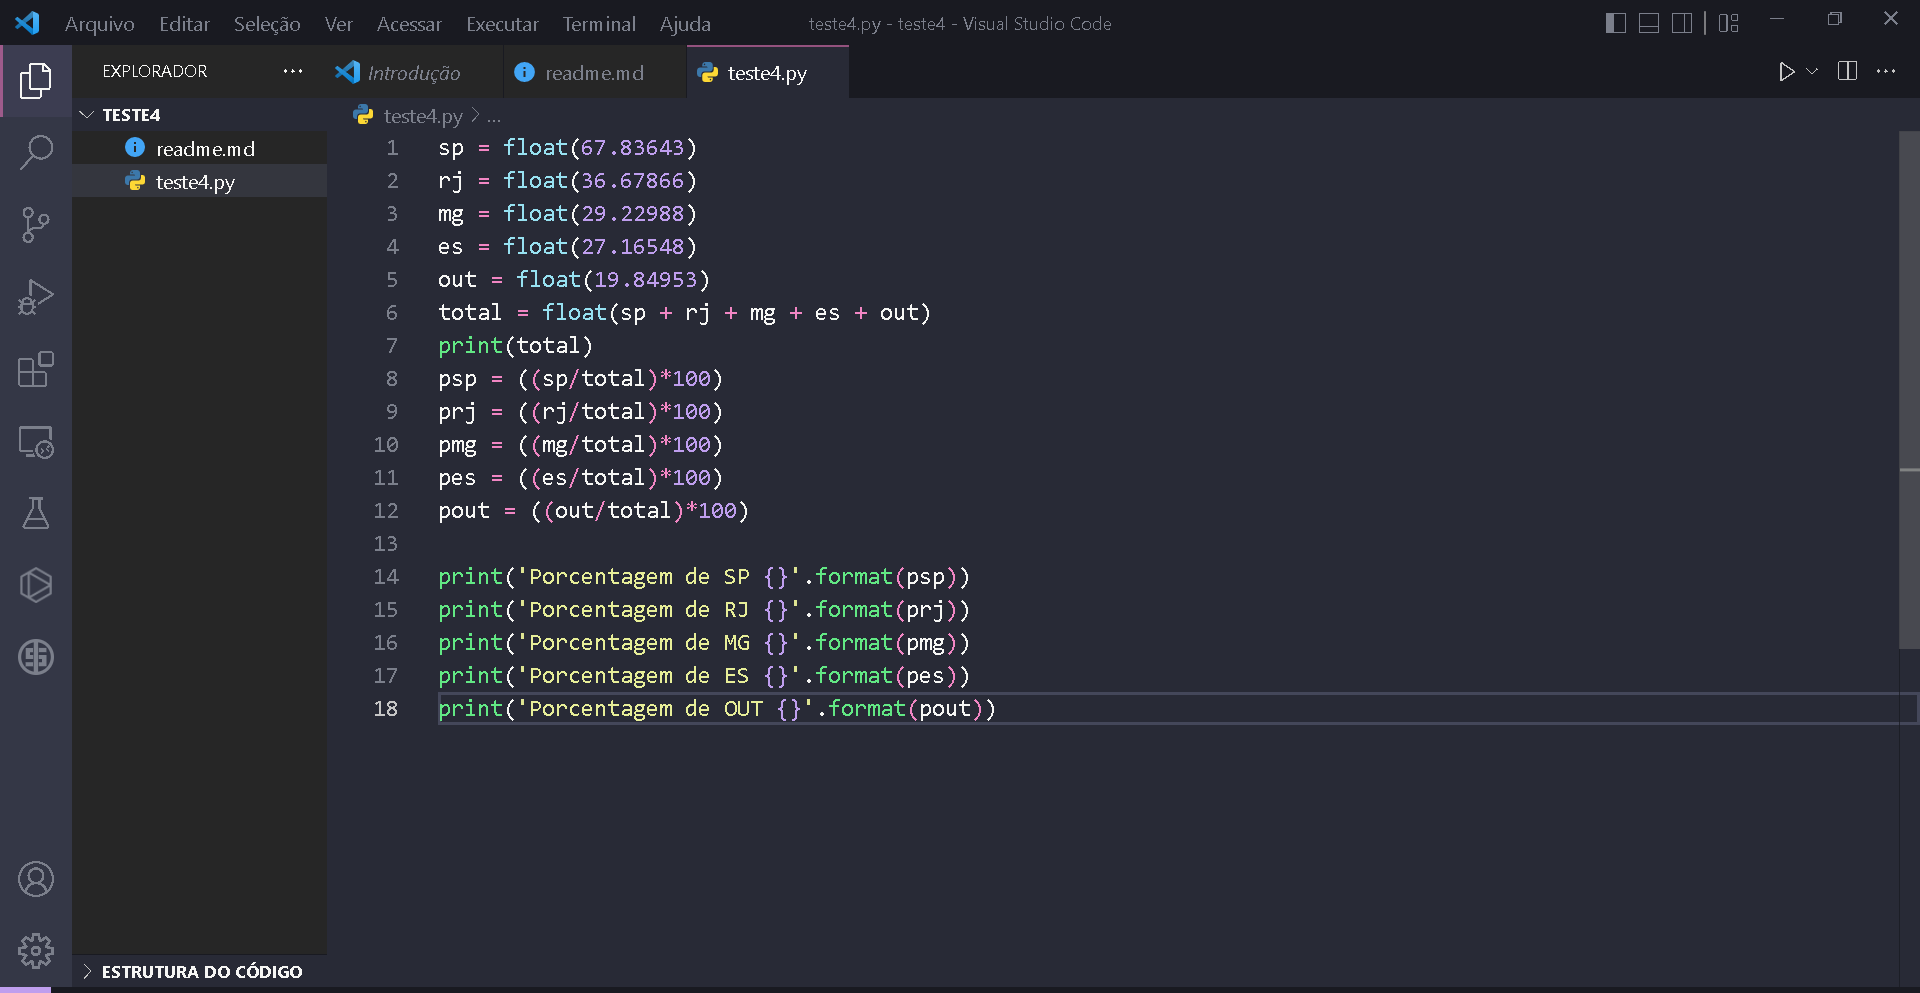 Arquivo Editar Seleção Ver Acessar Executar Terminal Ajuda teste4.py - teste4 - Visual Studio Code
EXPLORADOR ... Introdução readme.md teste4.py
TESTE4
readme.md
teste4.py
teste4.py > ...
1 sp = float(67.83643)
2 rj = float(36.67866)
3 mg = float(29.22988)
4 es = float(27.16548)
5 out = float(19.84953)
6 total = float(sp + rj + mg + es + out)
7 print(total)
8 psp = ((sp/total)*100)
9 prj = ((rj/total)*100)
10 pmg = ((mg/total)*100)
11 pes = ((es/total)*100)
12 pout = ((out/total)*100)
13
14 print('Porcentagem de SP {}'.format(psp))
15 print('Porcentagem de RJ {}'.format(prj))
16 print('Porcentagem de MG {}'.format(pmg))
17 print('Porcentagem de ES {}'.format(pes))
18 print('Porcentagem de OUT {}'.format(pout))
ESTRUTURA DO CÓDIGO